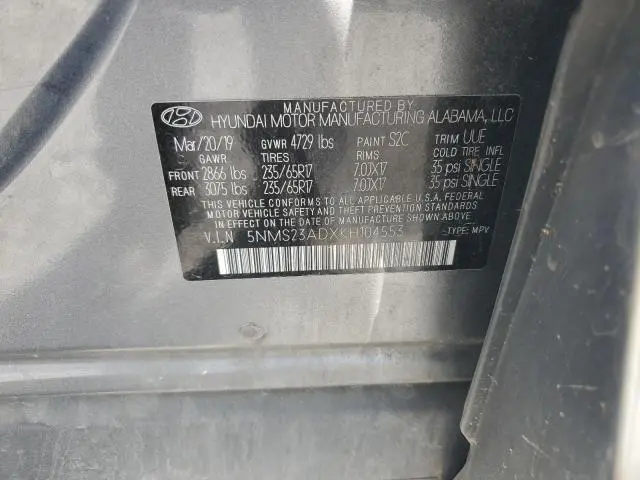 MANUFACTURED BY
HYUNDAI MOTOR MANUFACTURING ALABAMA, LLC
Mar/20/19 GVWR 4729 lbs PAINT S2C TRIM UUE
GAWR TIRES RIMS COLD TIRE INFL
FRONT 2866 lbs 235/65R17 7.0JX17 35 psi SINGLE
REAR 3075 lbs 235/65R17 7.0JX17 35 psi SINGLE
THIS VEHICLE CONFORMS TO ALL APPLICABLE U.S.A. FEDERAL
MOTOR VEHICLE SAFETY, BUMPER, AND THEFT PREVENTION STANDARDS
IN EFFECT ON THE DATE OF MANUFACTURE SHOWN ABOVE.
V.I.N 5NMS23ADXKH104553 TYPE: MPV